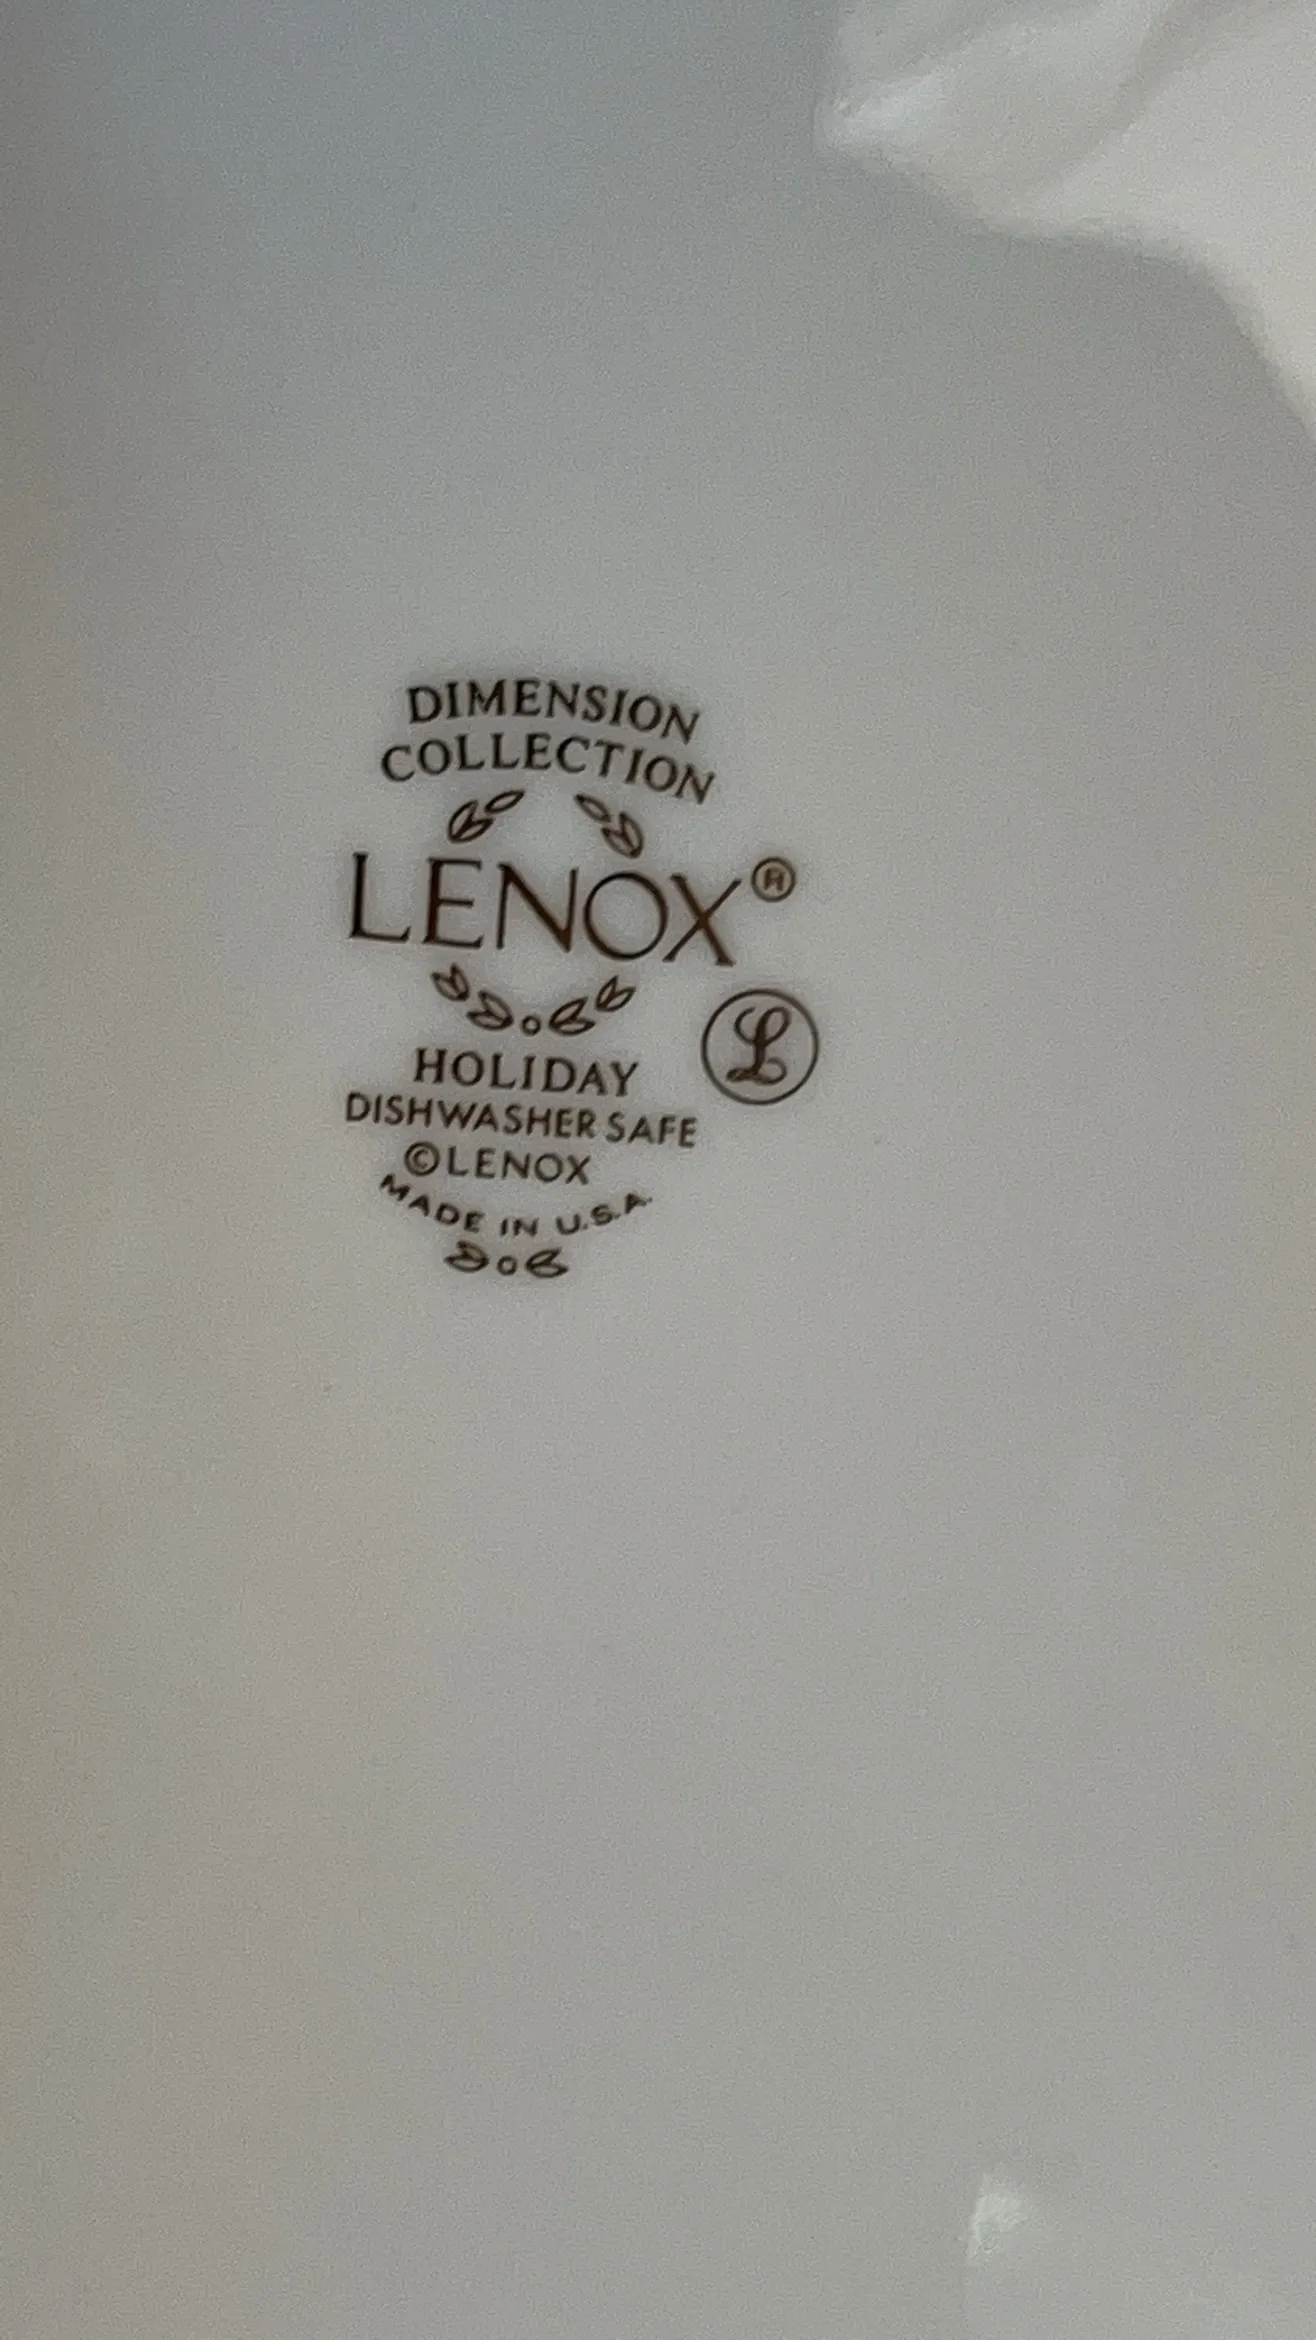 DIMENSION
COLLECTION
LENOX®
L
HOLIDAY
DISHWASHER SAFE
©LENOX
MADE IN U.S.A.